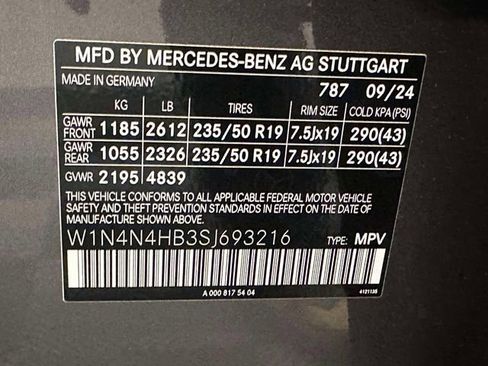 MFD BY MERCEDES-BENZ AG STUTTGART
MADE IN GERMANY 787 09/24
KG LB TIRES RIM SIZE COLD KPA (PSI)
GAWR FRONT 1185 2612 235/50 R19 7.5Jx19 290(43)
GAWR REAR 1055 2326 235/50 R19 7.5Jx19 290(43)
GVWR 2195 4839
THIS VEHICLE CONFORMS TO ALL APPLICABLE FEDERAL MOTOR VEHICLE
SAFETY AND THEFT PREVENTION STANDARDS IN EFFECT ON THE DATE OF
MANUFACTURE SHOWN ABOVE.
W1N4N4HB3SJ693216 TYPE: MPV
A 000 817 54 04 4121135